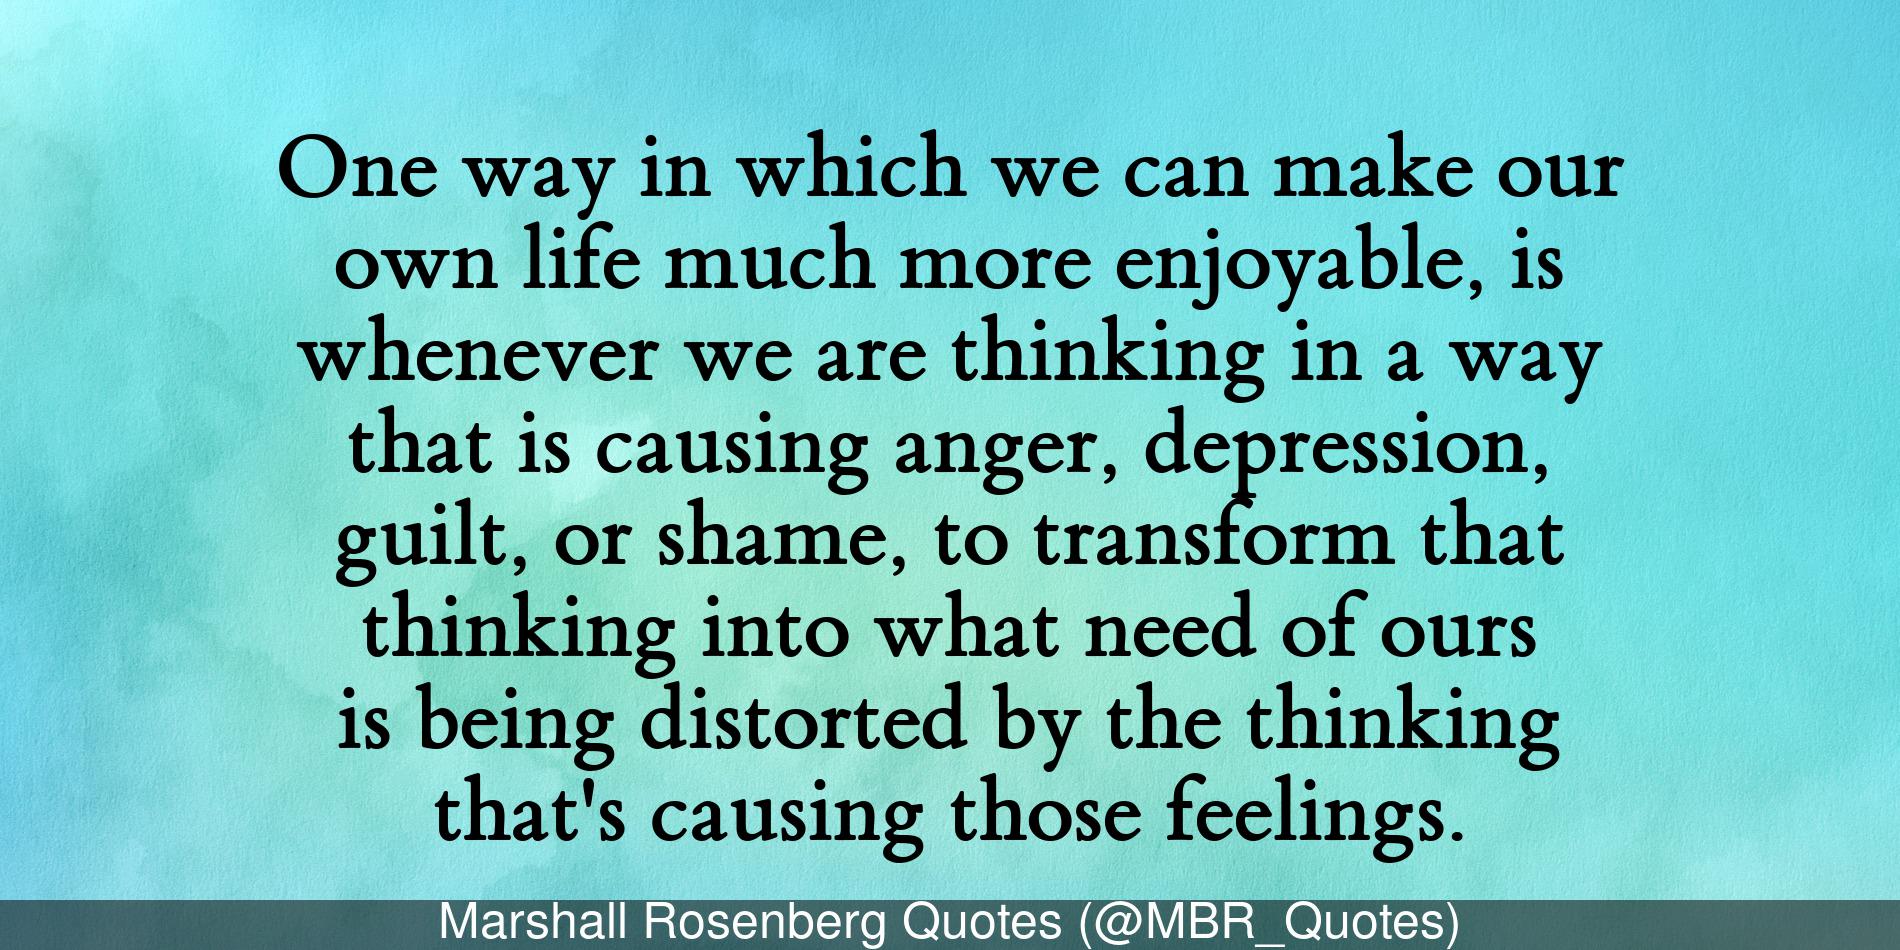 One way in which we can make our
own life much more enjoyable, is
whenever we are thinking in a way
that is causing anger, depression,
guilt, or shame, to transform that
thinking into what need of ours
is being distorted by the thinking
that's causing those feelings.
Marshall Rosenberg Quotes (@MBR_Quotes)